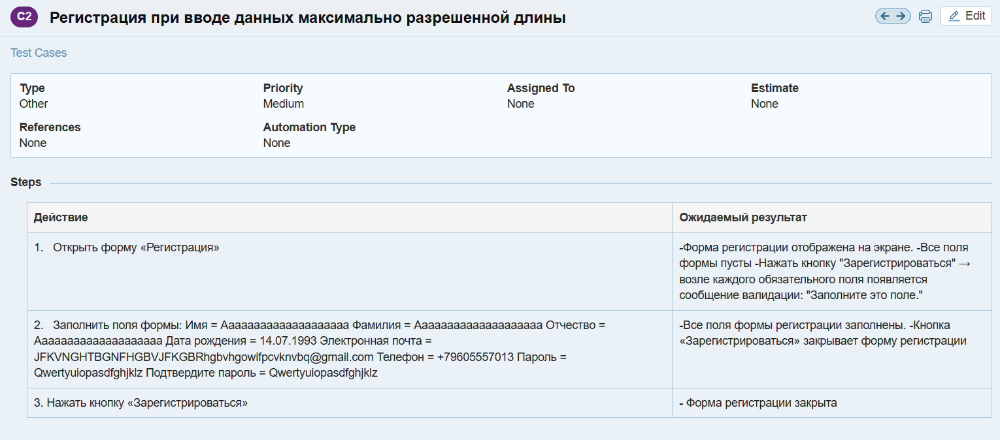 C2 Регистрация при вводе данных максимально разрешенной длины
Edit
Test Cases
Type Priority Assigned To Estimate
Other Medium None None
References Automation Type
None None
Steps
Действие Ожидаемый результат
1. Открыть форму «Регистрация»
-Форма регистрации отображена на экране. -Все поля
формы пусты -Нажать кнопку "Зарегистрироваться" →
возле каждого обязательного поля появляется
сообщение валидации: "Заполните это поле."
2. Заполнить поля формы: Имя = Аааааааааааааааааааа Фамилия = Аааааааааааааааааааа Отчество =
Аааааааааааааааааааа Дата рождения = 14.07.1993 Электронная почта =
JFKVNGHTBGNFHGBVJFKGBRhgbvhgowifpcvknvbq@gmail.com Телефон = +79605557013 Пароль =
Qwertyuiopasdfghjklz Подтвердите пароль = Qwertyuiopasdfghjklz
-Все поля формы регистрации заполнены. -Кнопка
«Зарегистрироваться» закрывает форму регистрации
3. Нажать кнопку «Зарегистрироваться»
- Форма регистрации закрыта